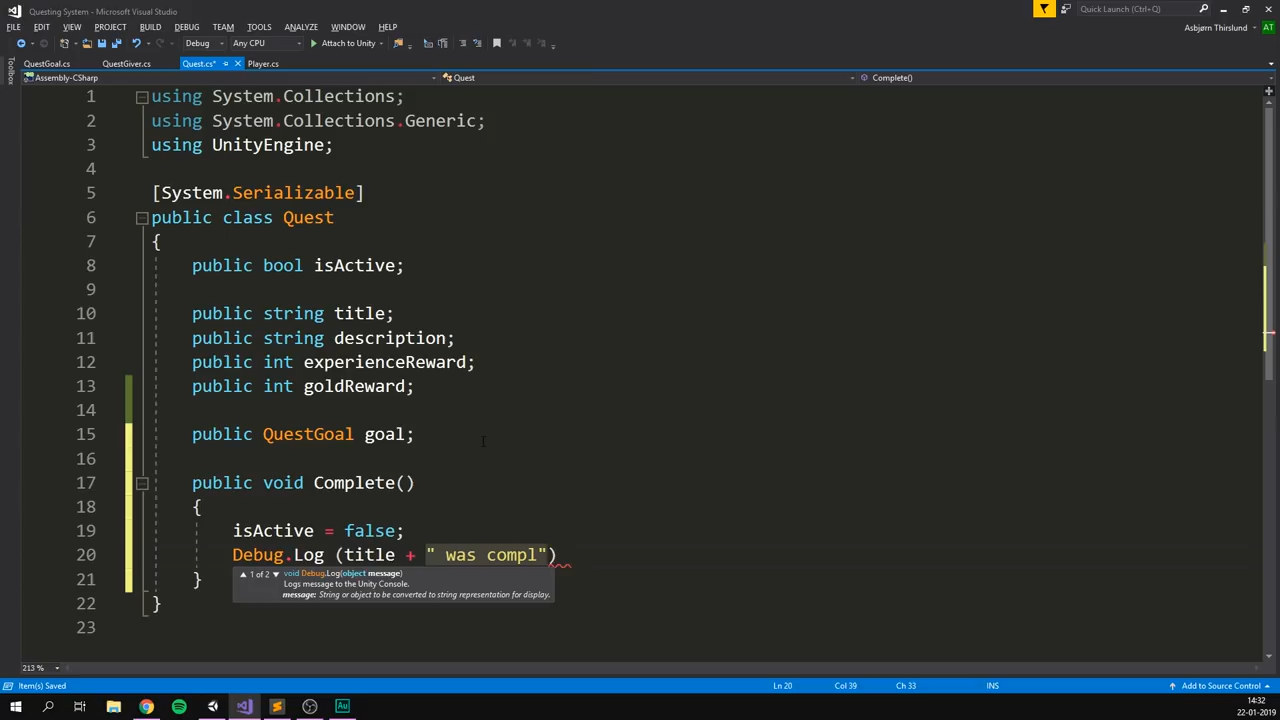 Questing System - Microsoft Visual Studio
Quick Launch (Ctrl+Q)
FILE EDIT VIEW PROJECT BUILD DEBUG TEAM TOOLS ANALYZE WINDOW HELP
Asbjørn Thirslund AT
Debug Any CPU Attach to Unity
Toolbox
QuestGoal.cs QuestGiver.cs Quest.cs* Player.cs
Assembly-CSharp Quest Complete()
1 using System.Collections;
2 using System.Collections.Generic;
3 using UnityEngine;
4
5 [System.Serializable]
6 public class Quest
7 {
8 public bool isActive;
9
10 public string title;
11 public string description;
12 public int experienceReward;
13 public int goldReward;
14
15 public QuestGoal goal;
16
17 public void Complete()
18 {
19 isActive = false;
20 Debug.Log (title + " was compl")
1 of 2 void Debug.Log(object message)
21 }
Logs message to the Unity Console.
message: String or object to be converted to string representation for display.
22 }
23
213 %
Item(s) Saved Ln 20 Col 39 Ch 33 INS Add to Source Control
Au
14:32
22-01-2019